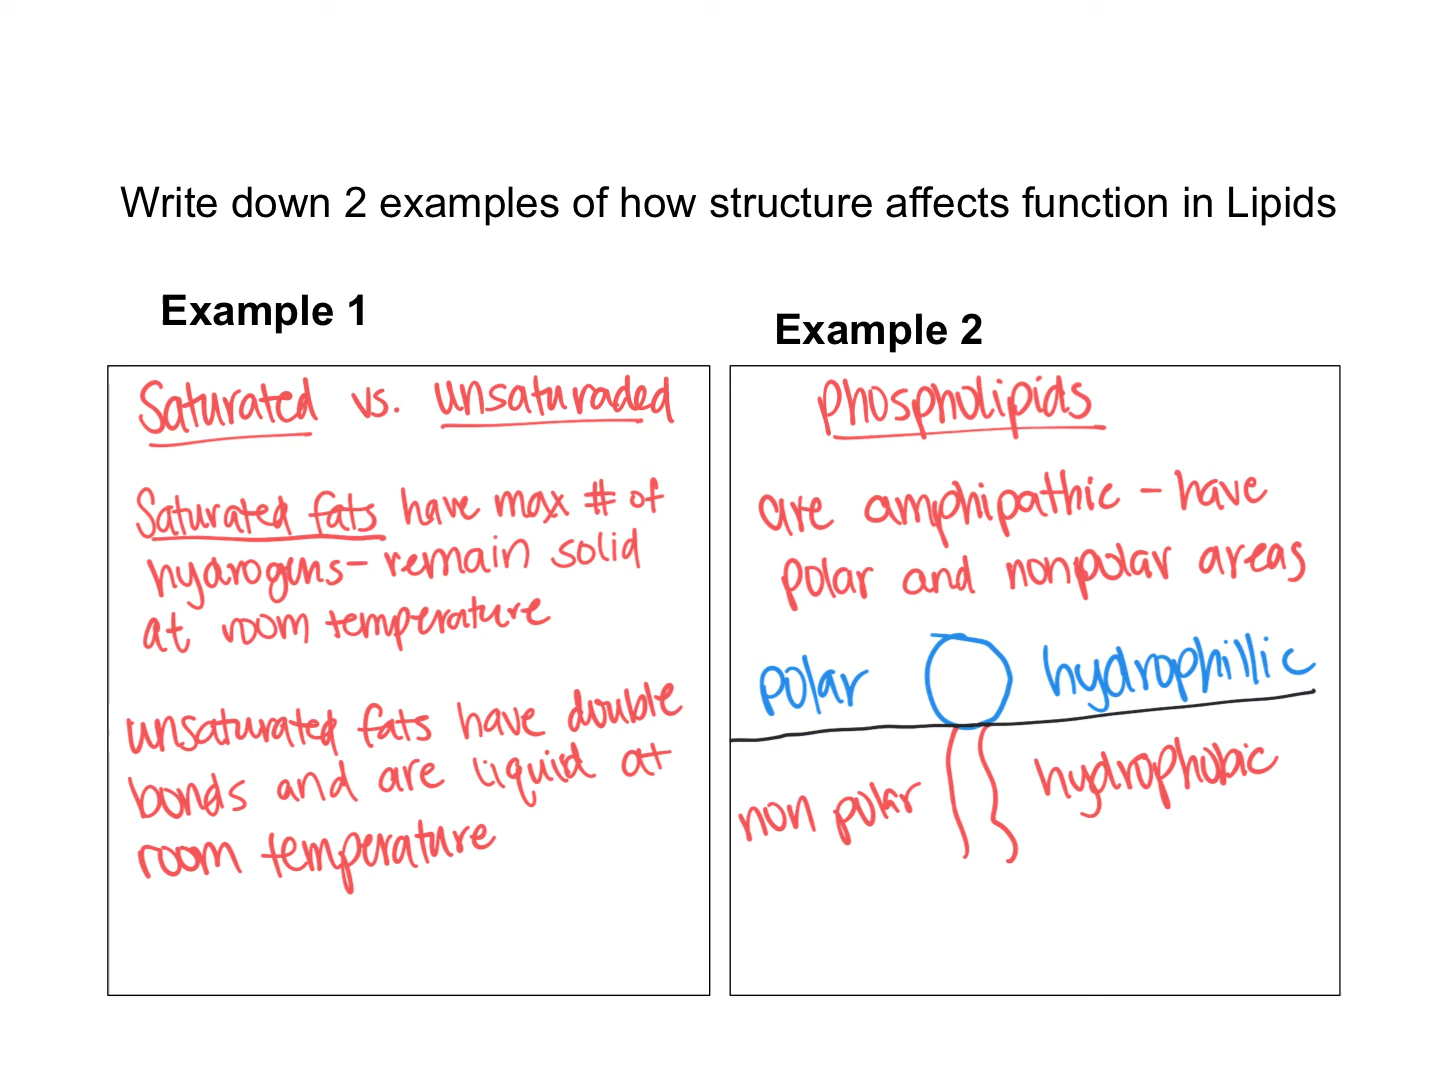 Write down 2 examples of how structure affects function in Lipids
Example 1
Saturated vs. unsaturaded
Saturated fats have max # of
hydrogens- remain solid
at room temperature
unsaturated fats have double
bonds and are liquid at
room temperature
Example 2
Phospholipids
are amphipathic - have
polar and nonpolar areas
polar hydrophillic
non polar hydrophobic